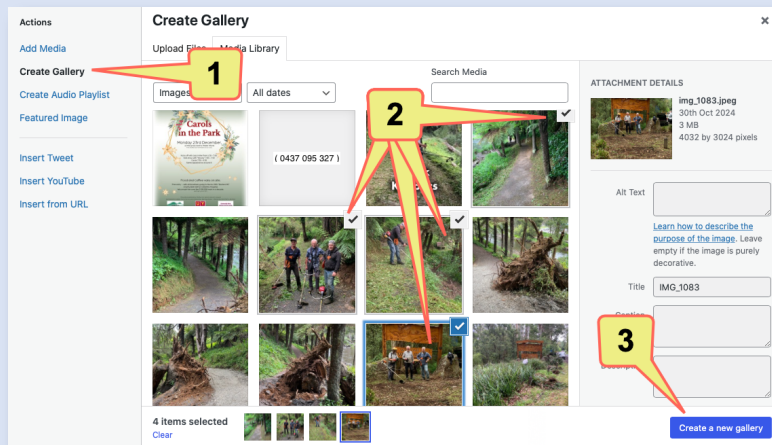 Actions
Add Media
Create Gallery
Create Audio Playlist
Featured Image
Insert Tweet
Insert YouTube
Insert from URL
Create Gallery
Upload Files
Media Library
Search Media
Images
All dates
1
2
3
Carols
in the Park
( 0437 095 327 )
ATTACHMENT DETAILS
img_1083.jpeg
30th Oct 2024
3 MB
4032 by 3024 pixels
Alt Text
Learn how to describe the
purpose of the image. Leave
empty if the image is purely
decorative.
Title
IMG_1083
Caption
4 items selected
Clear
Create a new gallery